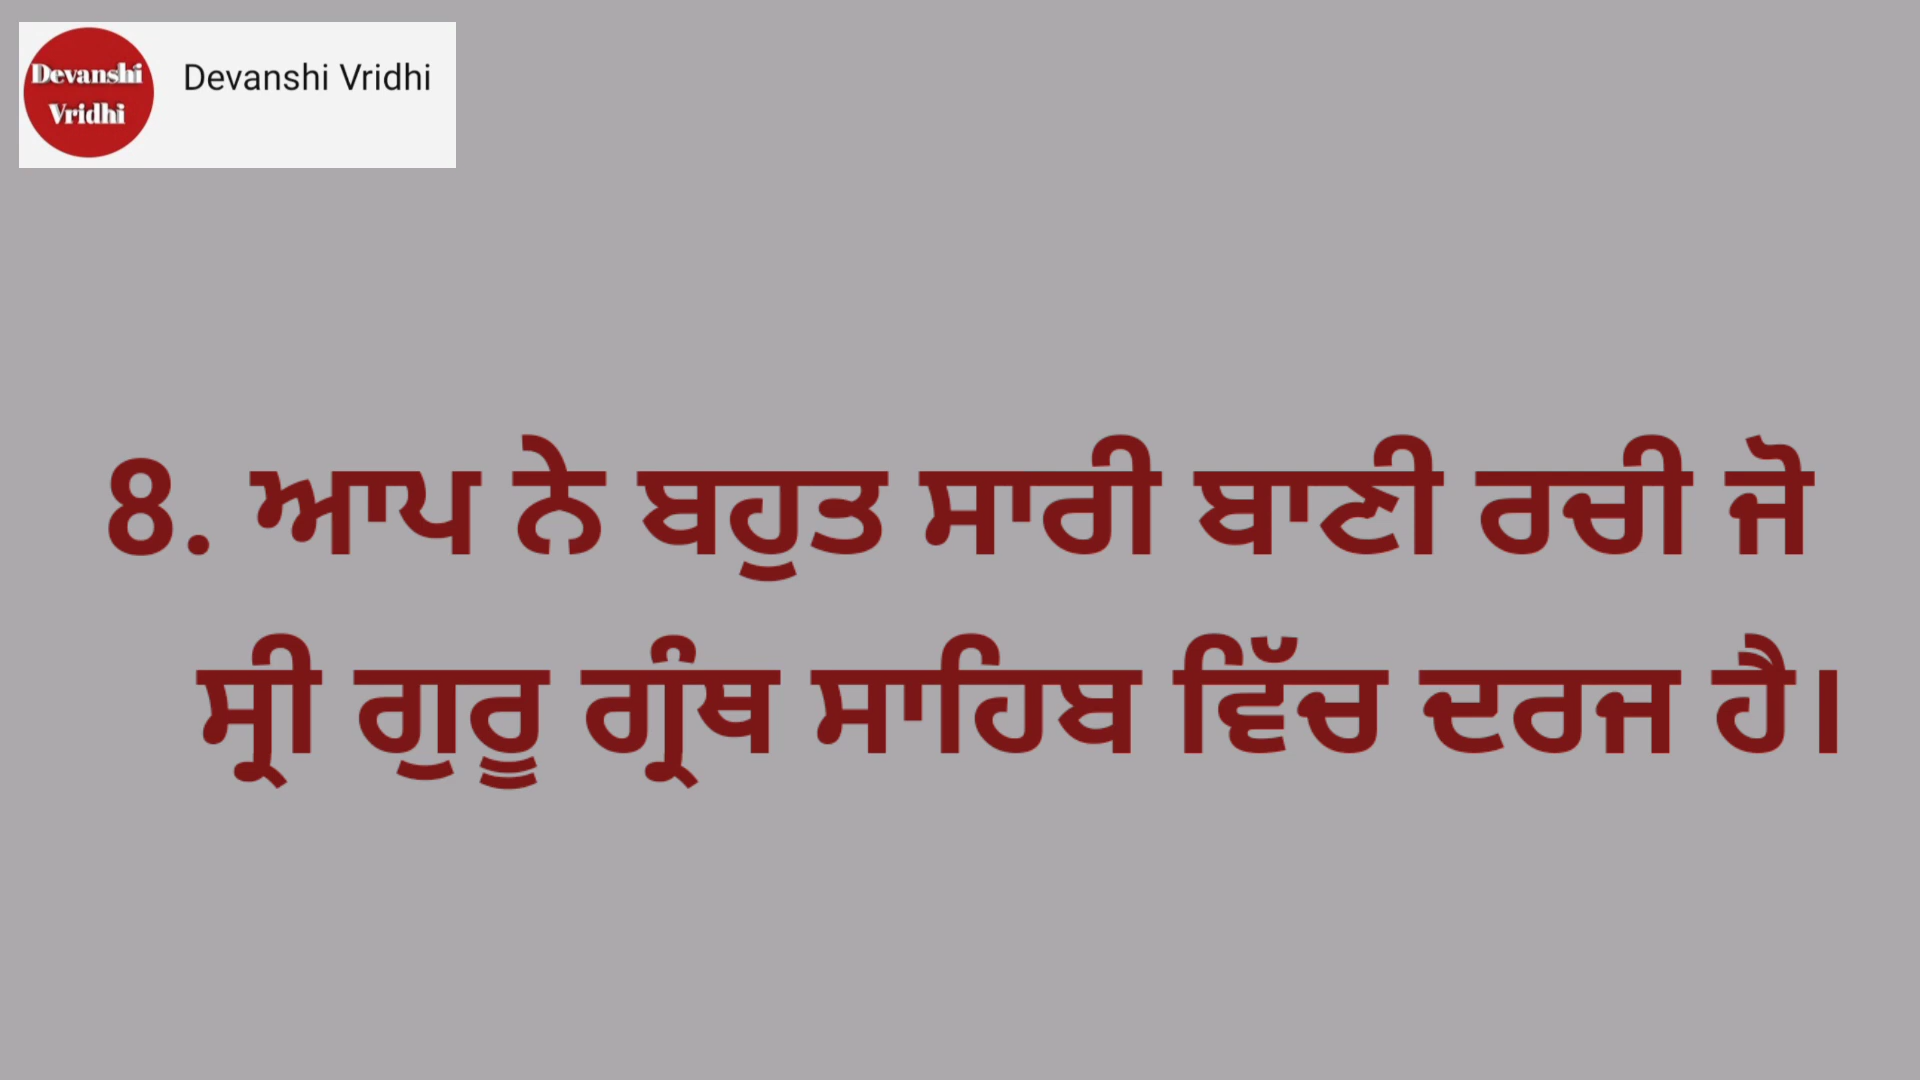 Devanshi
Vridhi
Devanshi Vridhi
8. ਆਪ ਨੇ ਬਹੁਤ ਸਾਰੀ ਬਾਣੀ ਰਚੀ ਜੋ
ਸ੍ਰੀ ਗੁਰੂ ਗ੍ਰੰਥ ਸਾਹਿਬ ਵਿੱਚ ਦਰਜ ਹੈ।